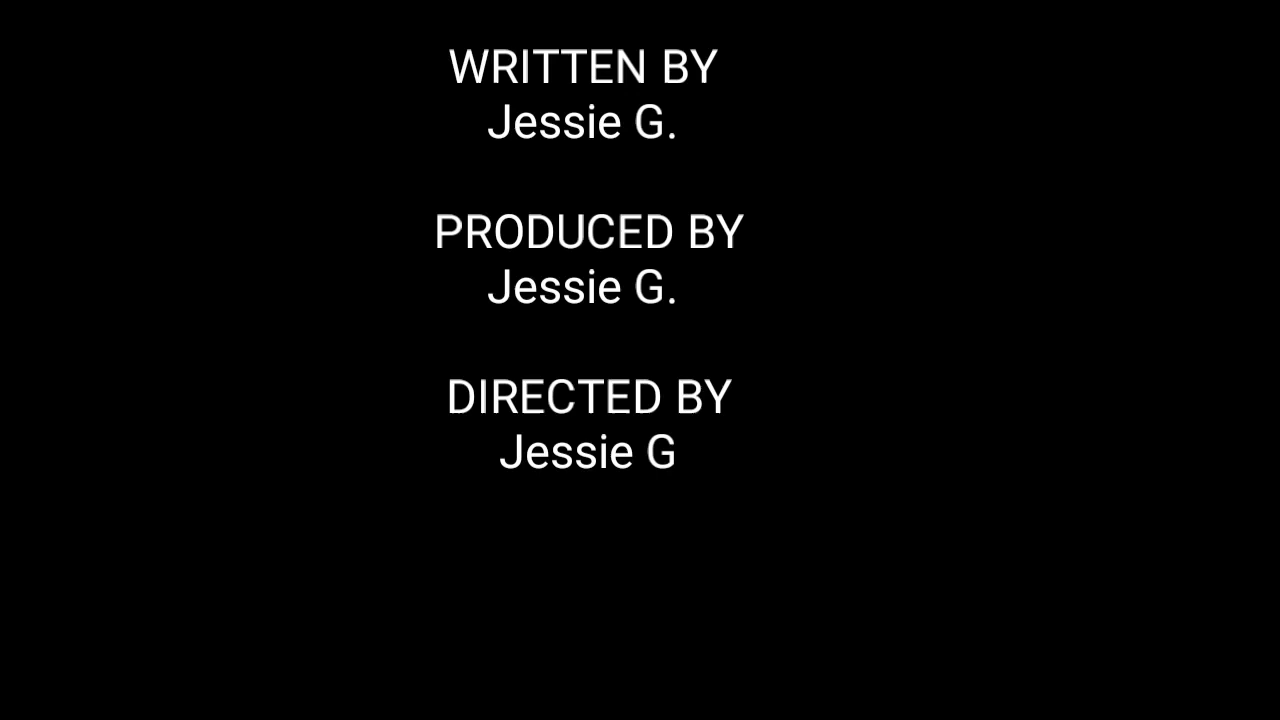 WRITTEN BY
Jessie G.
PRODUCED BY
Jessie G.
DIRECTED BY
Jessie G